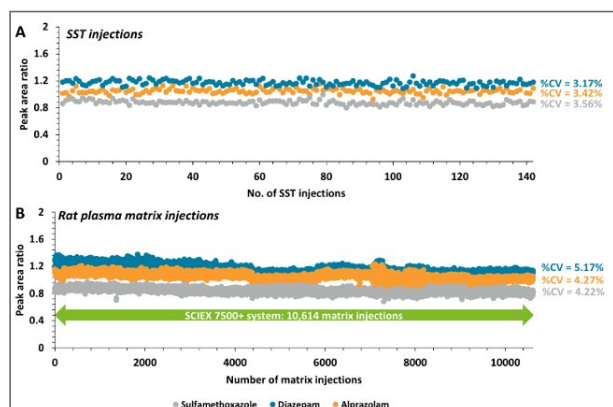 A SST injections
Peak area ratio
2
1.6
1.2
0.8
0.4
0
%CV = 3.17%
%CV = 3.42%
%CV = 3.56%
0 20 40 60 80 100 120 140
No. of SST injections
B Rat plasma matrix injections
Peak area ratio
2
1.6
1.2
0.8
0.4
0
%CV = 5.17%
%CV = 4.27%
%CV = 4.22%
SCIEX 7500+ system: 10,614 matrix injections
0 2000 4000 6000 8000 10000
Number of matrix injections
Sulfamethoxazole Diazepam Alprazolam